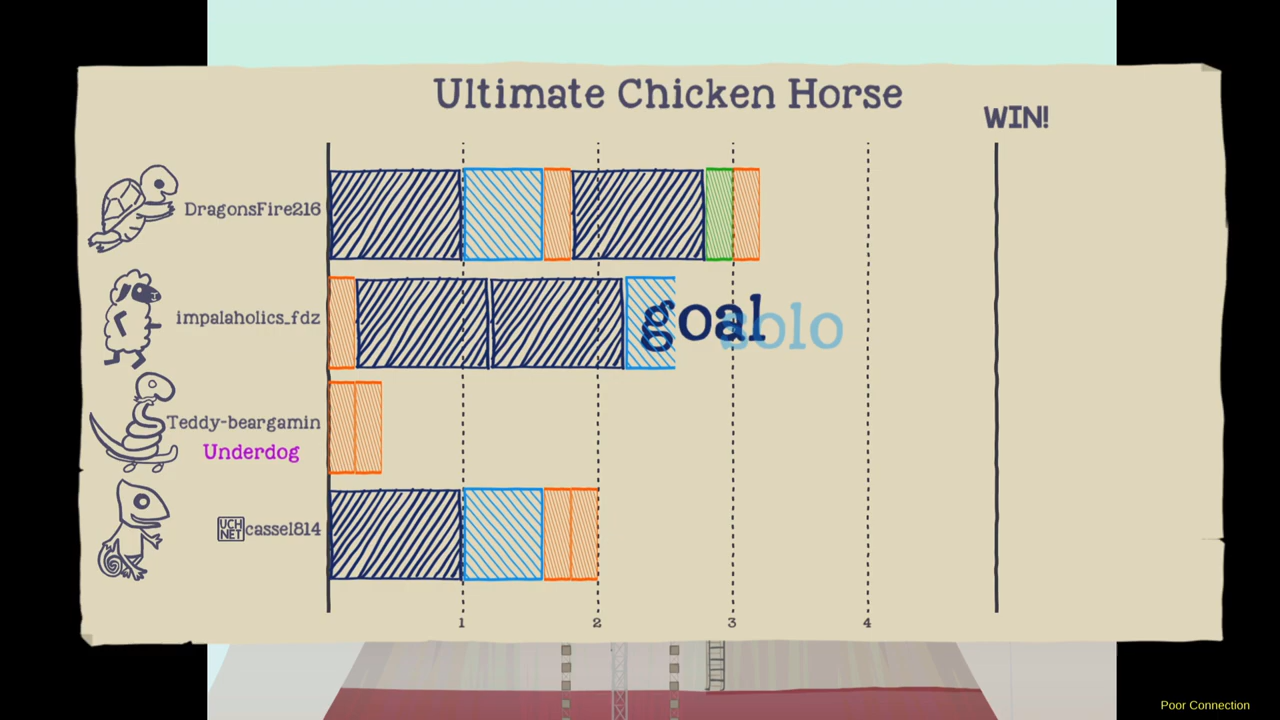 Ultimate Chicken Horse
WIN!
DragonsFire216
impalaholics_fdz
goal
solo
Teddy-beargamin
Underdog
UCH
NET
cassel814
1 2 3 4
Poor Connection